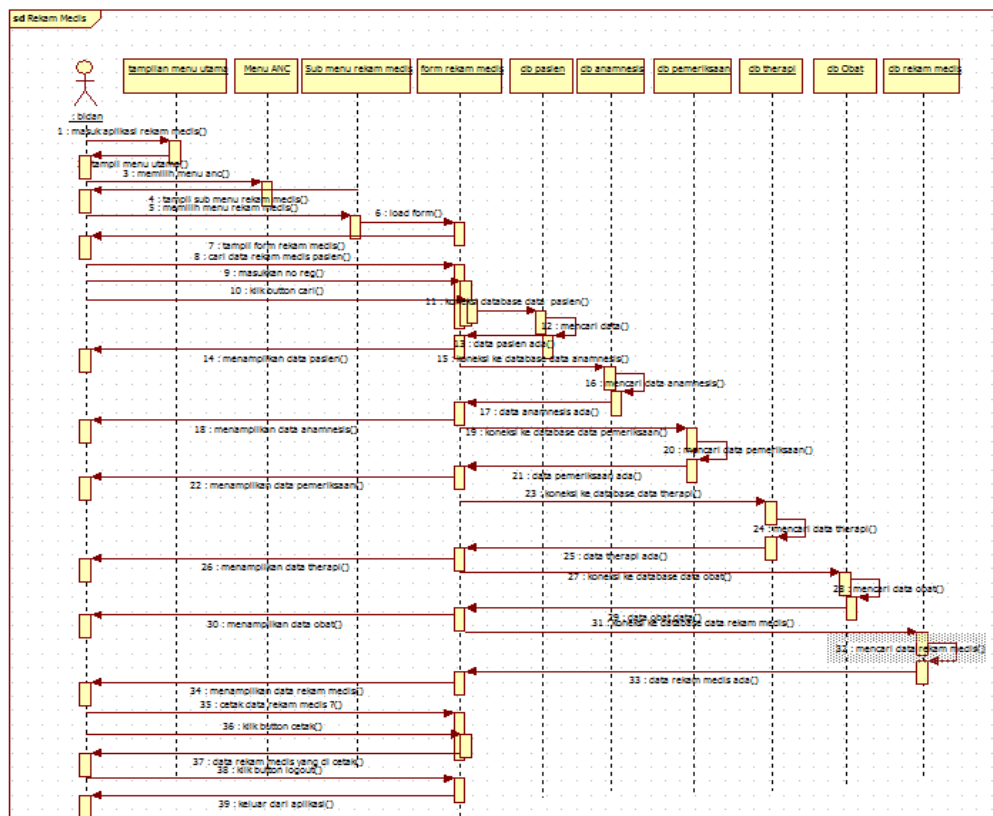 sd Rekam Medis
tampilan menu utama
Menu ANC
Sub menu rekam medis
form rekam medis
db pasien
db anamnesis
db pemeriksaan
db therapi
db Obat
db rekam medis
: bidan
1 : masuk aplikasi rekam medis()
: tampil menu utama()
3 : memilih menu anc()
4 : tampil sub menu rekam medis()
5 : memilih menu rekam medis()
6 : load form()
7 : tampil form rekam medis()
8 : cari data rekam medis pasien()
9 : masukkan no reg()
10 : klik button cari()
11 : koneksi database data pasien()
12 : mencari data()
13 : data pasien ada()
14 : menampilkan data pasien()
15 : koneksi ke database data anamnesis()
16 : mencari data anamnesis()
17 : data anamnesis ada()
18 : menampilkan data anamnesis()
19 : koneksi ke database data pemeriksaan()
20 : mencari data pemeriksaan()
21 : data pemeriksaan ada()
22 : menampilkan data pemeriksaan()
23 : koneksi ke database data therapi()
24 : mencari data therapi()
25 : data therapi ada()
26 : menampilkan data therapi()
27 : koneksi ke database data obat()
28 : mencari data obat()
29 : data obat
30 : menampilkan data obat()
31 : koneksi ke database data rekam medis()
32 : mencari data rekam medis()
33 : data rekam medis ada()
34 : menampilkan data rekam medis()
35 : cetak data rekam medis ?()
36 : klik button cetak()
37 : data rekam medis yang di cetak()
38 : klik button logout()
39 : keluar dari aplikasi()